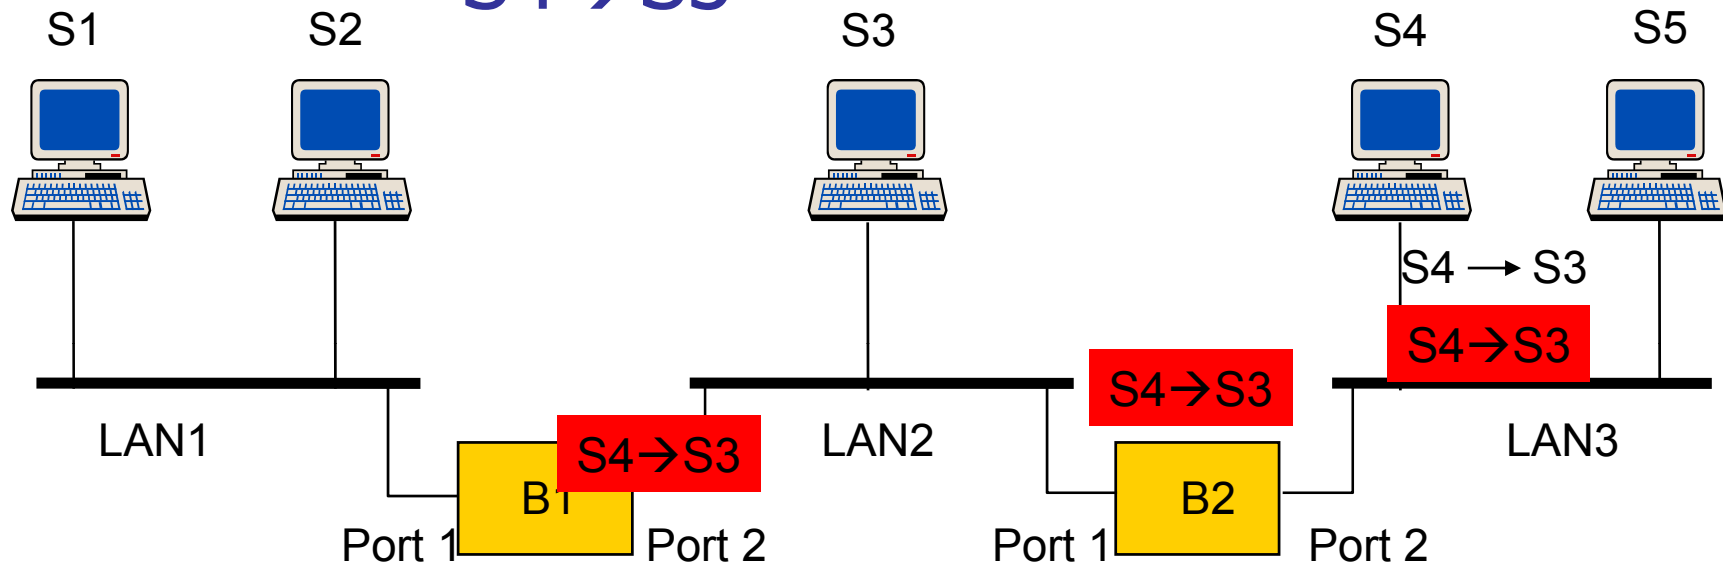 S1
S2
S3
S4
S5
S4 → S3
S4→S3
S4→S3
S4→S3
LAN1
LAN2
LAN3
B1
B2
Port 1
Port 2
Port 1
Port 2